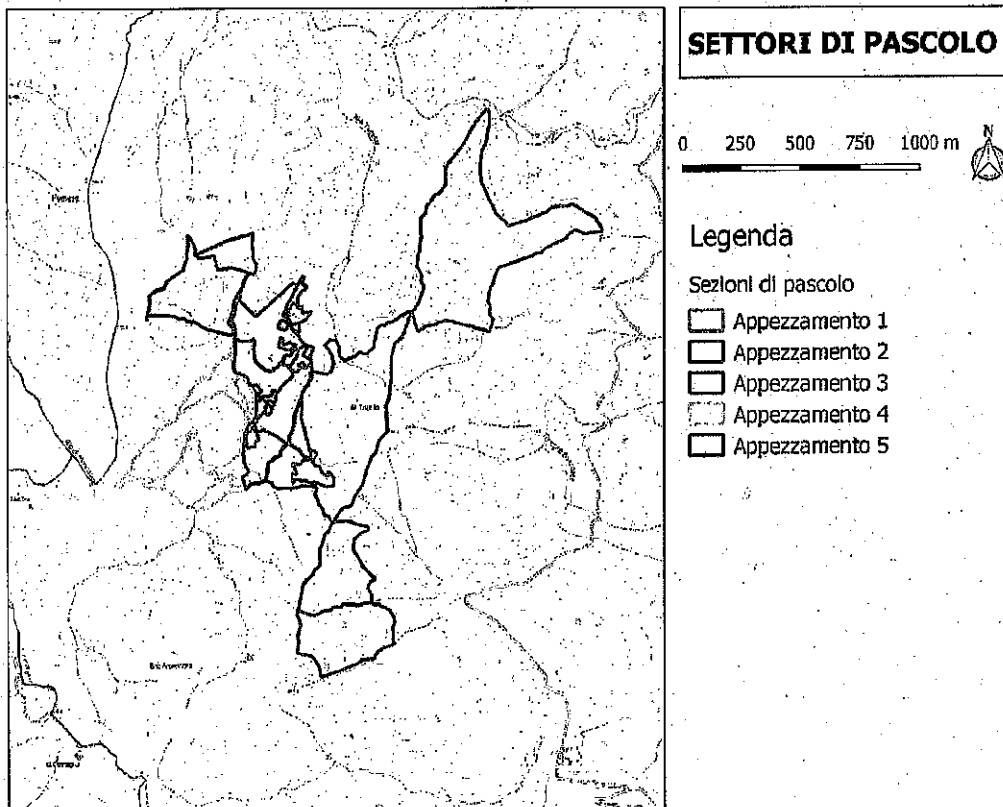 SETTORI DI PASCOLO
0 250 500 750 1000 m
N
Legenda
Sezioni di pascolo
Appezzamento 1
Appezzamento 2
Appezzamento 3
Appezzamento 4
Appezzamento 5